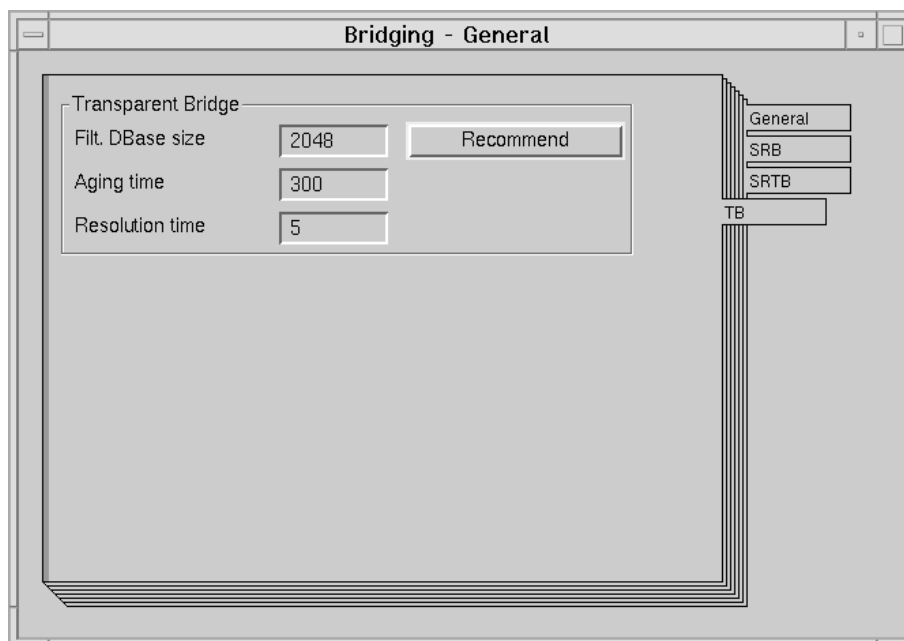 Bridging - General
Transparent Bridge
Filt. DBase size 2048 Recommend
Aging time 300
Resolution time 5
General
SRB
SRTB
TB